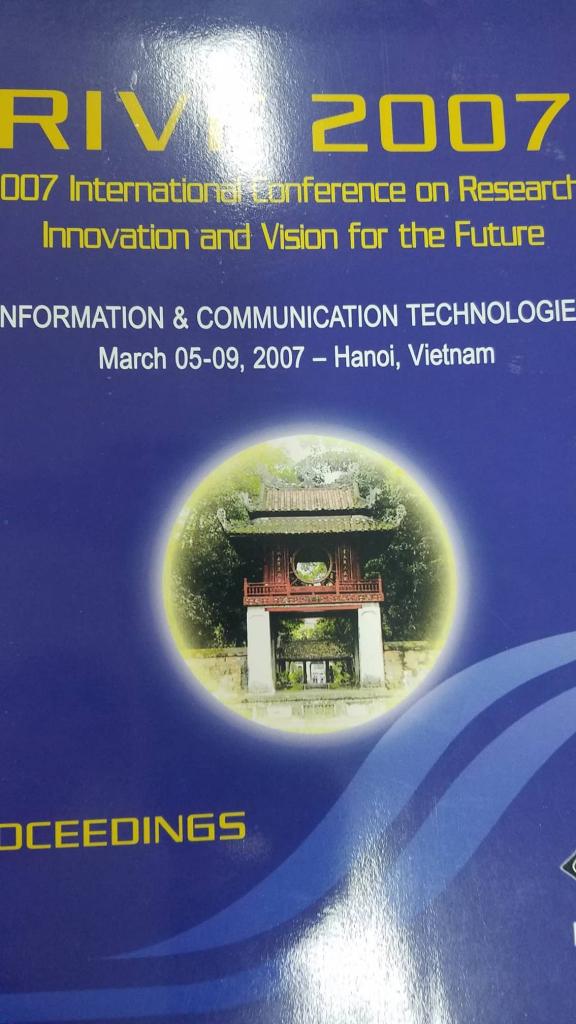 RIVF 2007
007 International Conference on Research
Innovation and Vision for the Future
NFORMATION & COMMUNICATION TECHNOLOGIE
March 05-09, 2007 – Hanoi, Vietnam
OCEEDINGS